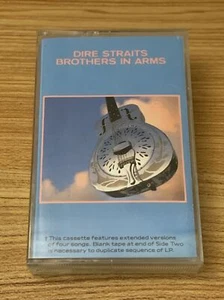 DIRE STRAITS
BROTHERS IN ARMS
This cassette features extended versions
of four songs. Blank tape at end of Side Two
is necessary to duplicate sequence of LP.